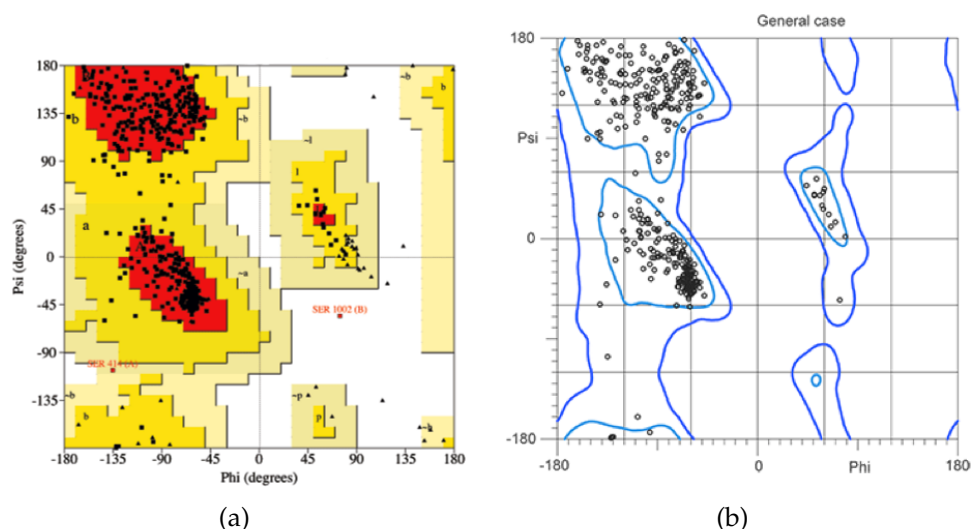 (a)
180
135
90
45
0
-45
-90
-135
-180
Psi (degrees)
b
~b
~b
b
~l
l
a
~a
SER 1002 (B)
SER 414 (A)
~b
b
~p
p
~b
-180 -135 -90 -45 0 45 90 135 180
Phi (degrees)
(b)
General case
180
Psi
0
-180
-180 0 Phi 180